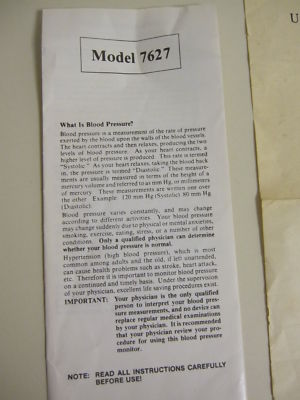 Model 7627
U
What Is Blood Pressure?
Blood pressure is a measurement of the rate of pressure
exerted by the blood upon the walls of the blood vessels.
The heart contracts and then relaxes, producing the two
levels of blood pressure. As your heart contracts, a
higher level of pressure is produced. This rate is termed
"Systolic." As your heart relaxes, taking the blood back
in, the pressure is termed "Diastolic." These measure-
ments are usually measured in terms of the height of a
mercury volume and referred to as mm Hg, or milimeters
of mercury. These measurements are written one over
the other. Example (120 mm Hg (Systolic) 80 mm Hg
(Diastolic).
Blood pressure varies constantly, and may change
according to different activities. Your blood pressure
may change suddenly due to physical or mental anxieties,
smoking, exercise, eating, stress, or a number of other
conditions. Only a qualified physician can determine
whether your blood pressure is normal.
Hypertension (high blood pressure), which is most
common among adults and the old, if left unattended,
can cause health problems such as stroke, heart attack,
etc. Therefore it is important to monitor blood pressure
on a continued and timely basis. Under the supervision
of your physician, excellent life saving procedures exist.
IMPORTANT: Your physician is the only qualified
person to interpret your blood pres-
sure measurements, and no device can
replace regular medical examinations
by your physician. It is recommended
that your physician review your pro-
cedure for using this blood pressure
monitor.
NOTE: READ ALL INSTRUCTIONS CAREFULLY
BEFORE USE!